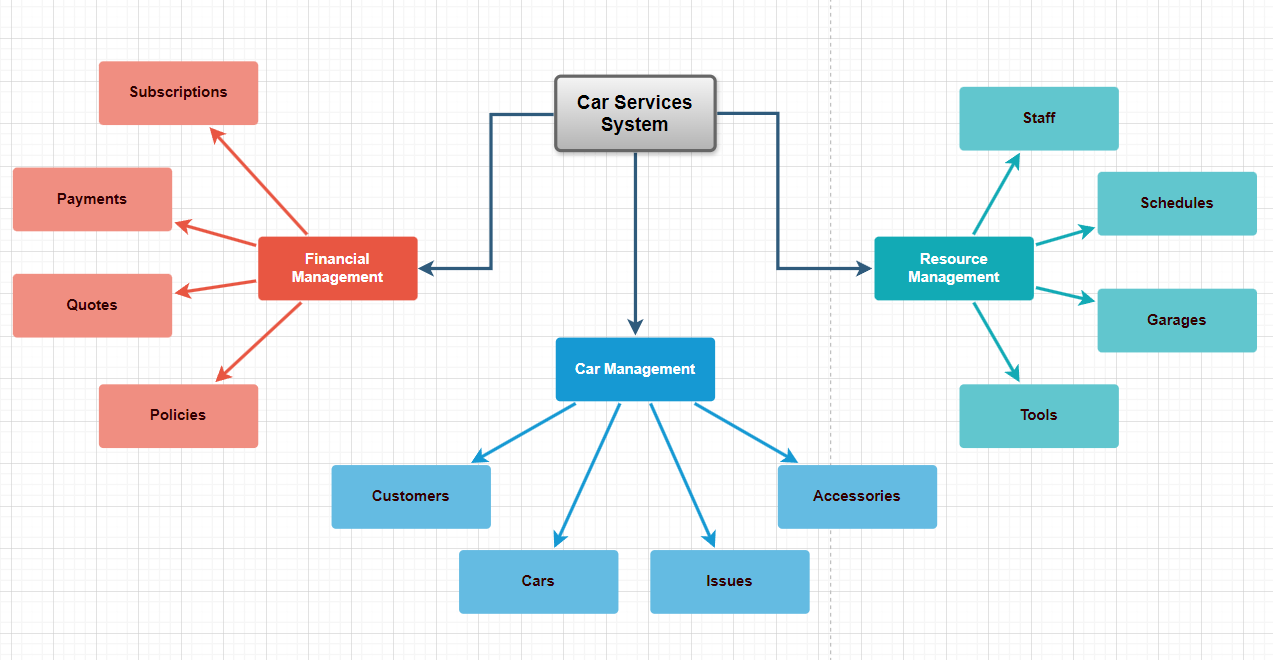 Car Services
System
Subscriptions
Payments
Financial
Management
Quotes
Policies
Car Management
Customers
Cars
Issues
Accessories
Staff
Schedules
Resource
Management
Garages
Tools